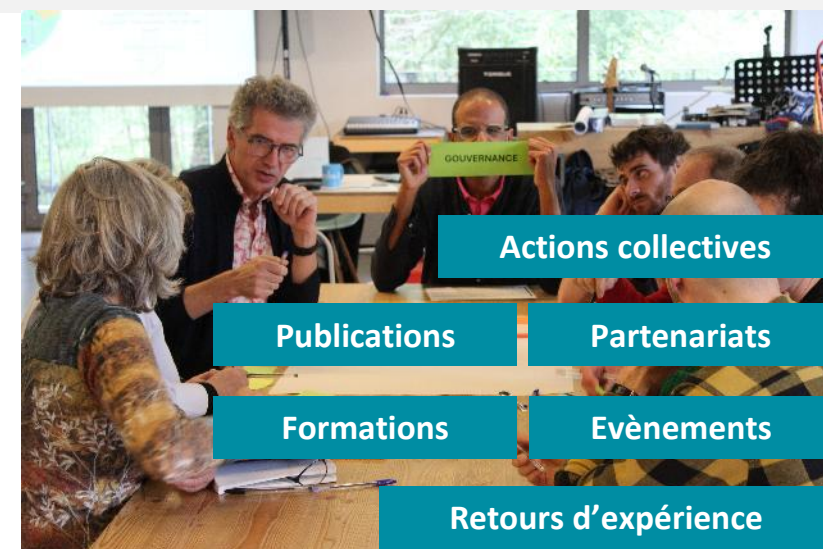 GOUVERNANCE
Actions collectives
Publications
Partenariats
Formations
Evènements
Retours d’expérience